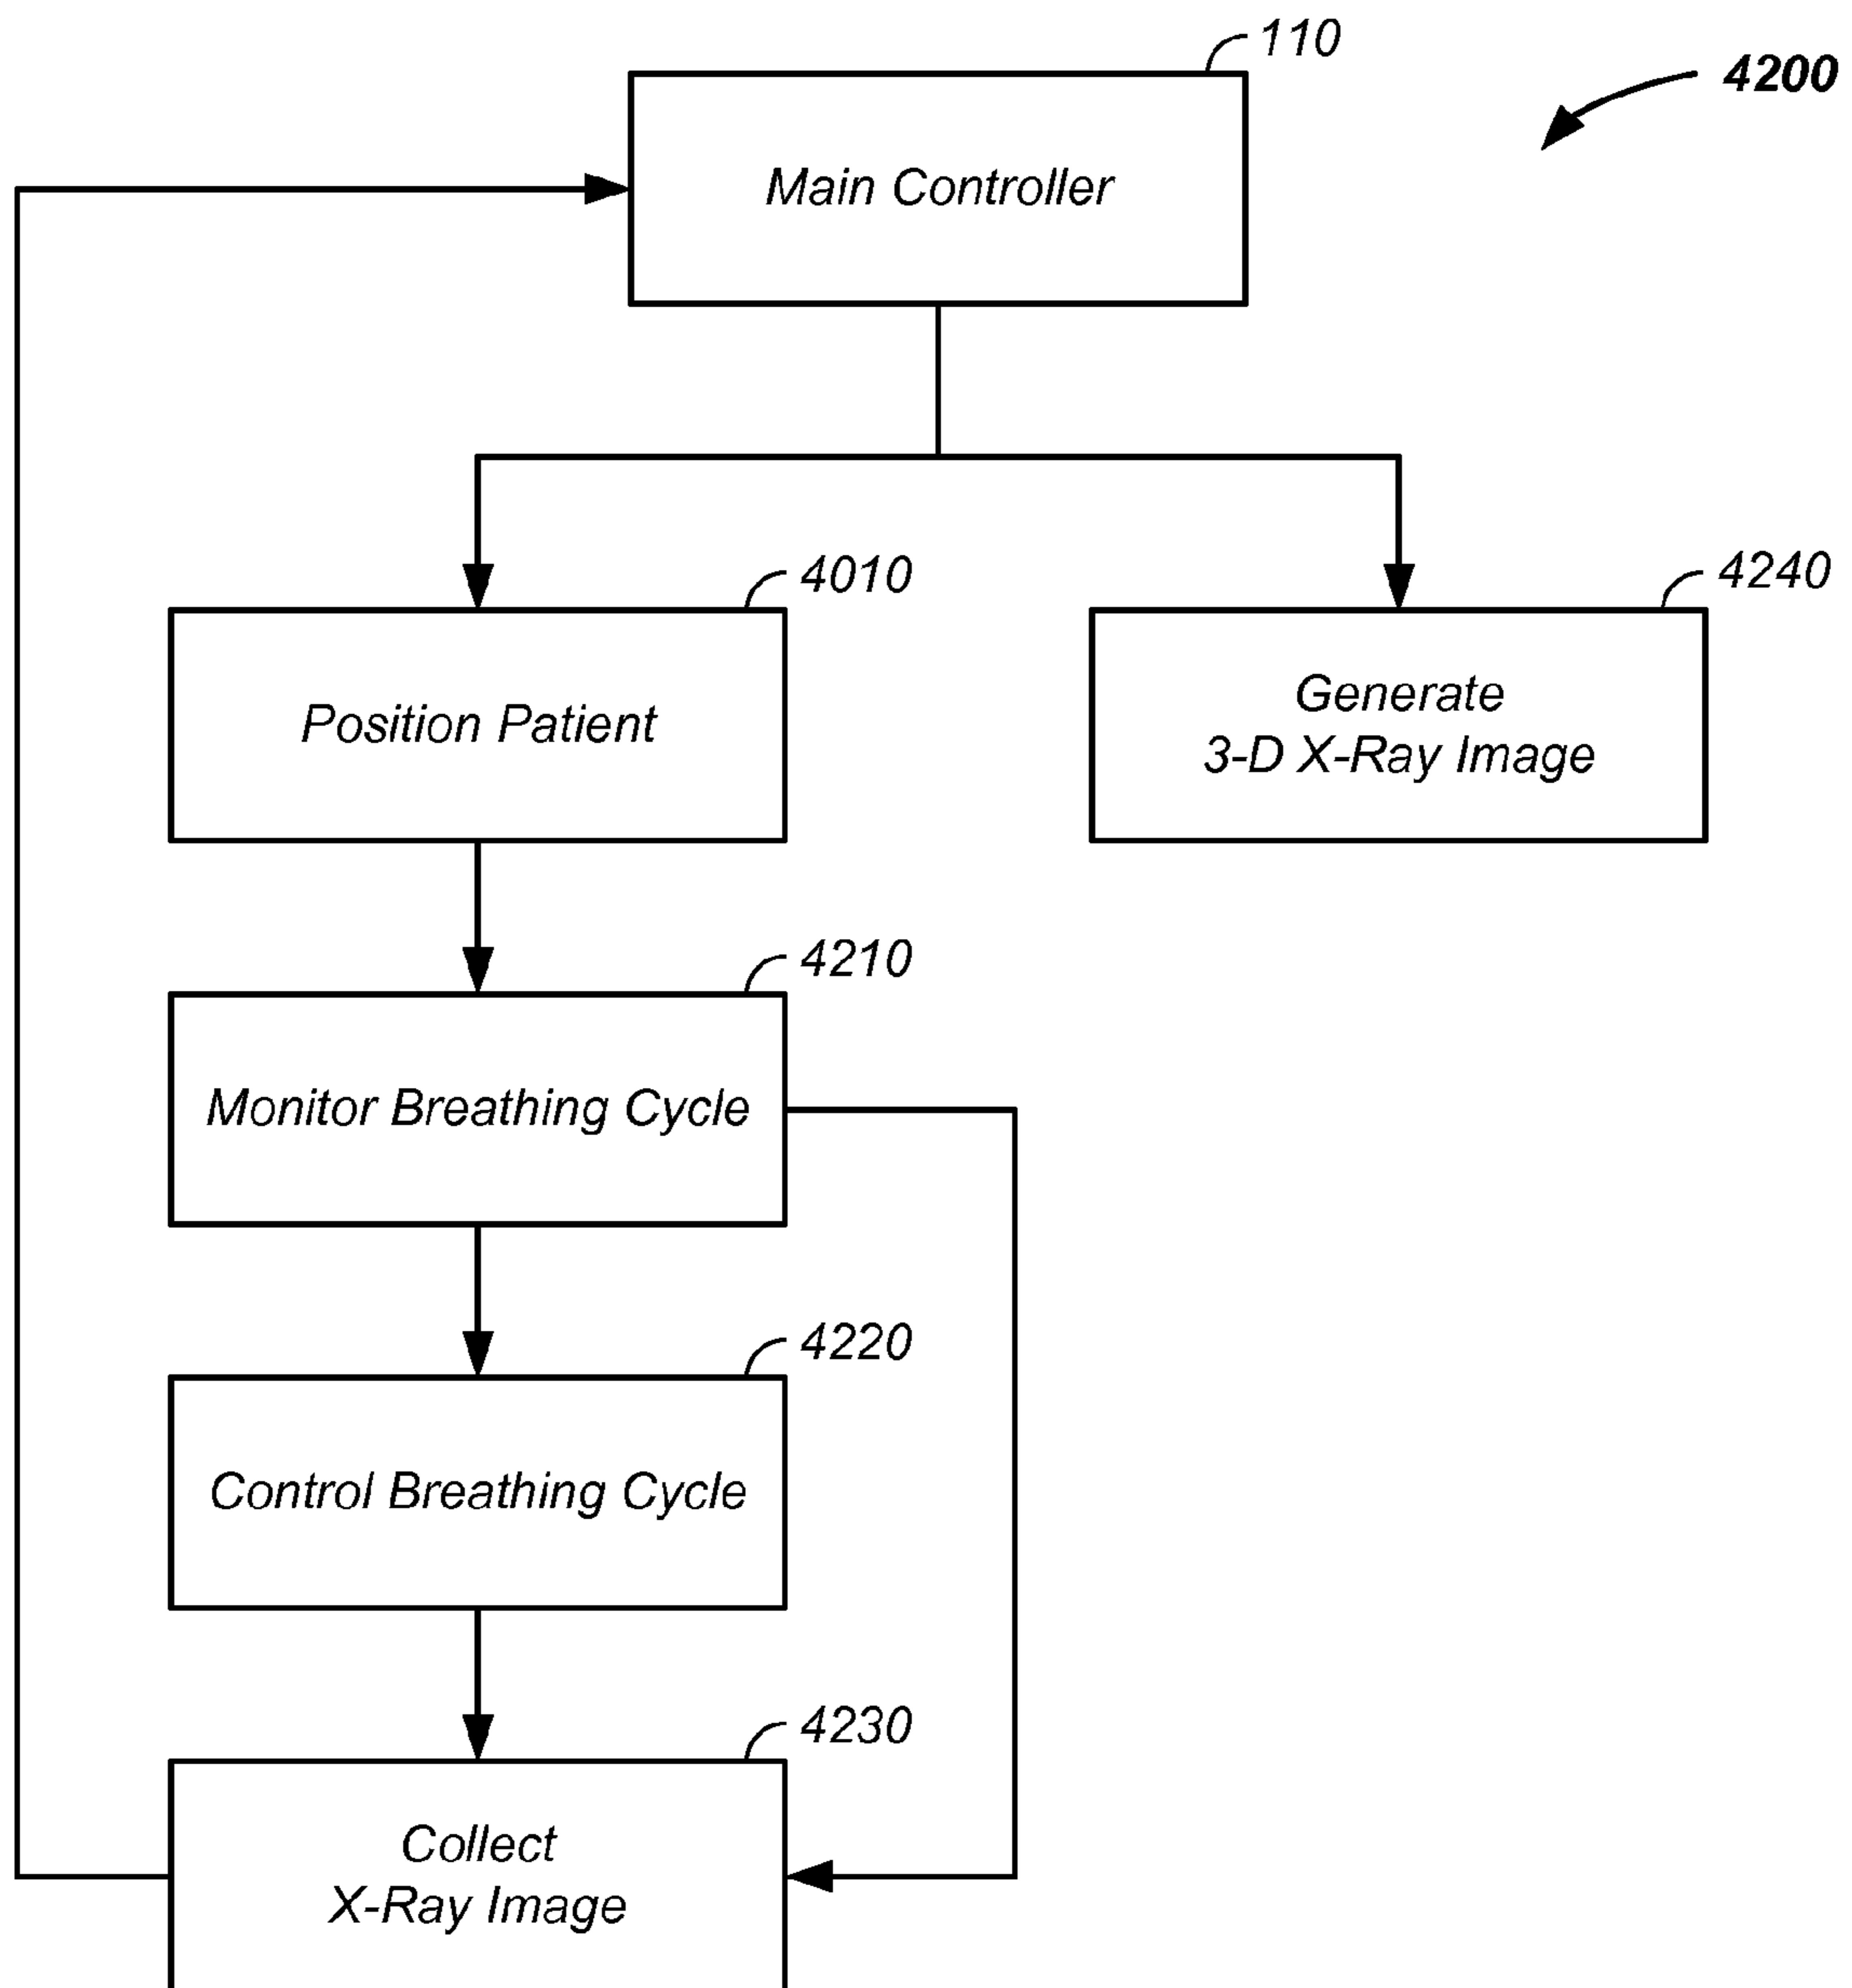 110
4200
Main Controller
4010
4240
Position Patient
Generate
3-D X-Ray Image
4210
Monitor Breathing Cycle
4220
Control Breathing Cycle
4230
Collect
X-Ray Image